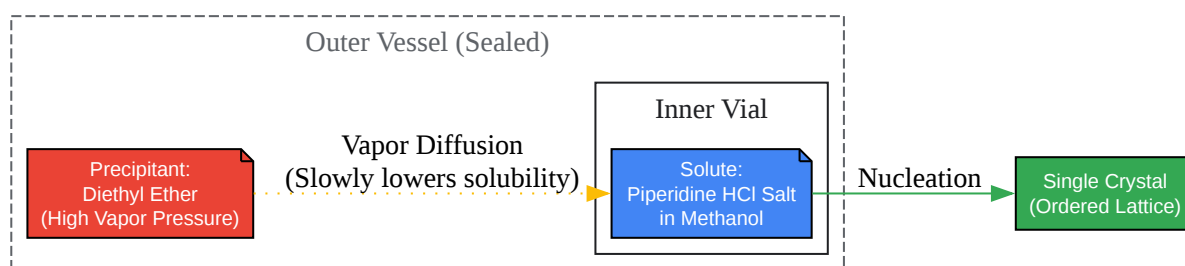 Outer Vessel (Sealed)
Inner Vial
Precipitant:
Diethyl Ether
(High Vapor Pressure)
Vapor Diffusion
(Slowly lowers solubility)
Solute:
Piperidine HCl Salt
in Methanol
Nucleation
Single Crystal
(Ordered Lattice)